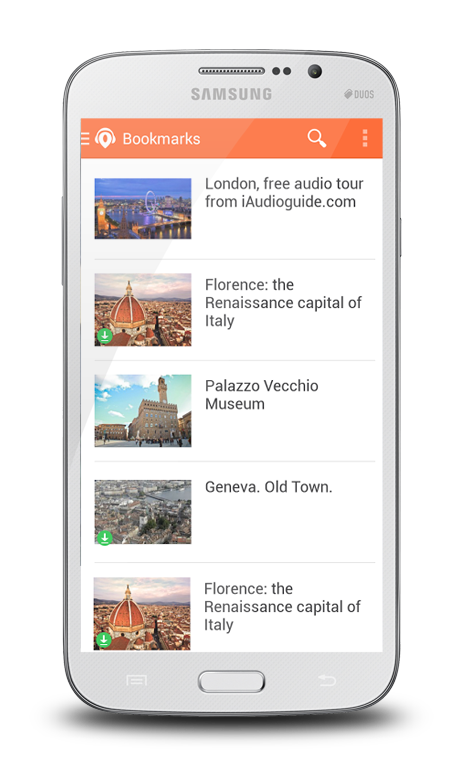 SAMSUNG
DUOS
Bookmarks
London, free audio tour
from iAudioguide.com
Florence: the
Renaissance capital of
Italy
Palazzo Vecchio
Museum
Geneva. Old Town.
Florence: the
Renaissance capital of
Italy